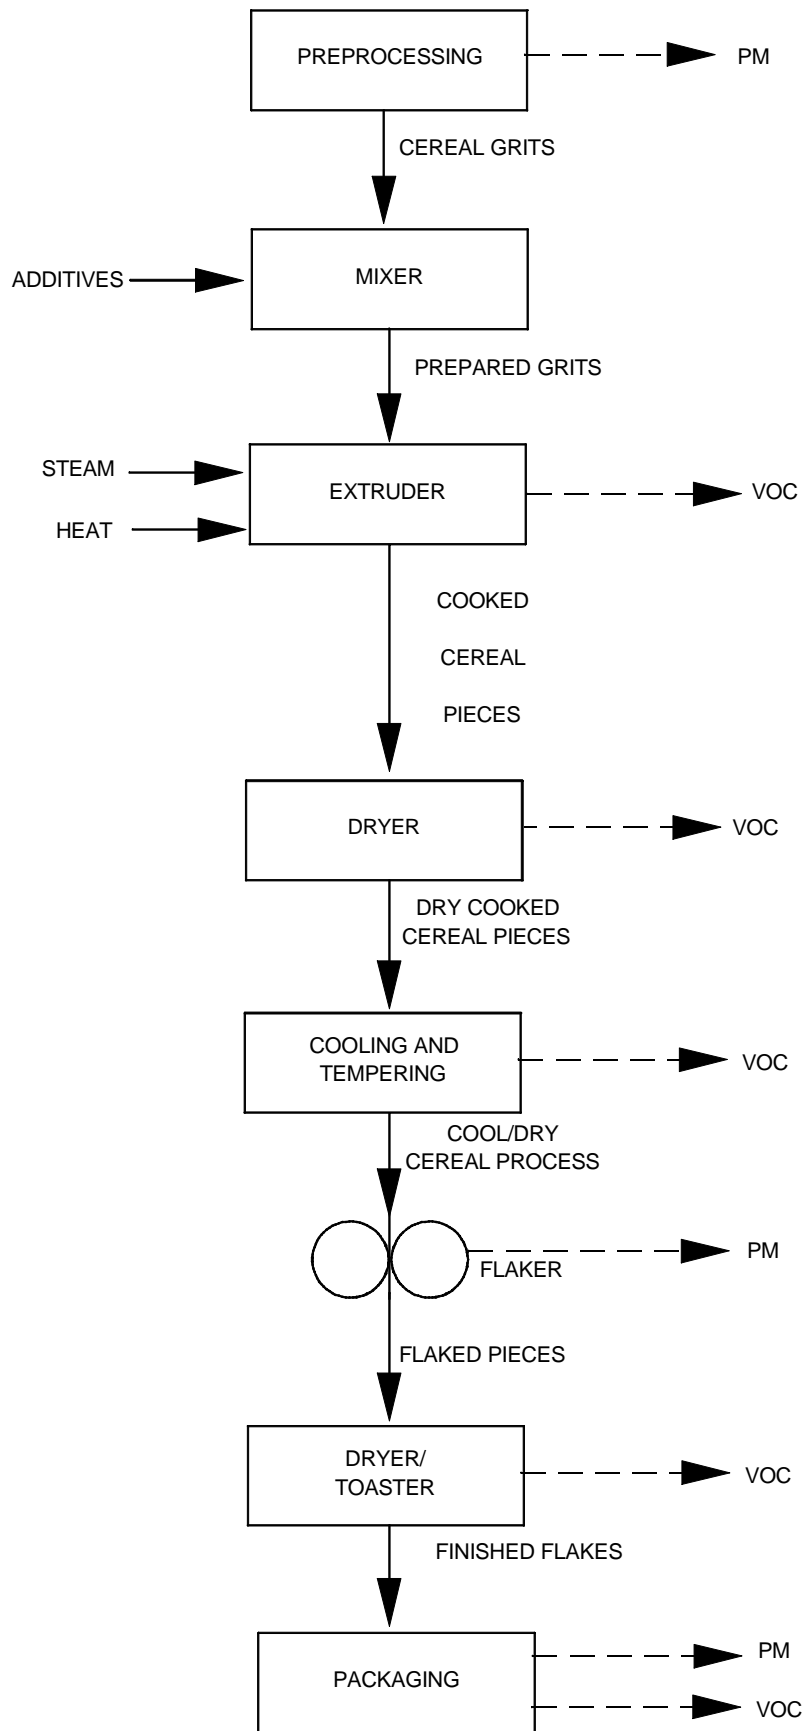 PREPROCESSING
PM
CEREAL GRITS
ADDITIVES
MIXER
PREPARED GRITS
STEAM
HEAT
EXTRUDER
VOC
COOKED
CEREAL
PIECES
DRYER
VOC
DRY COOKED
CEREAL PIECES
COOLING AND
TEMPERING
VOC
COOL/DRY
CEREAL PROCESS
FLAKER
PM
FLAKED PIECES
DRYER/
TOASTER
VOC
FINISHED FLAKES
PACKAGING
PM
VOC